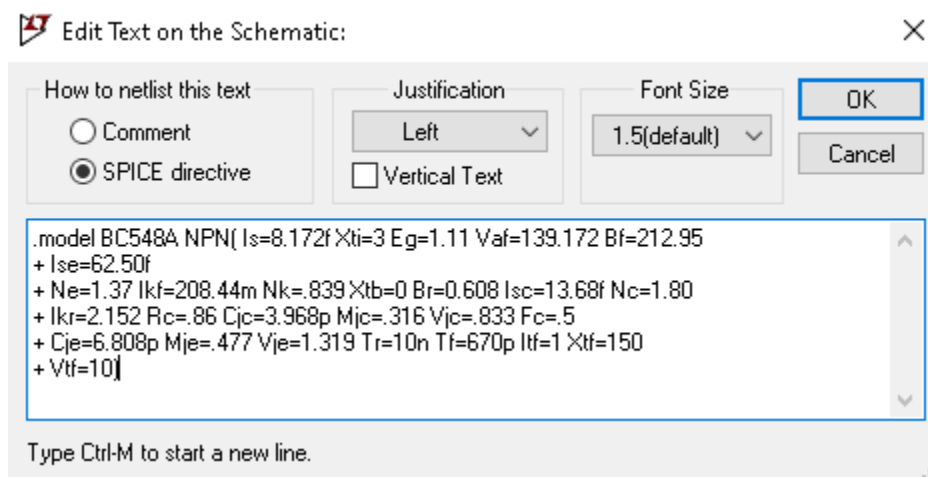 Edit Text on the Schematic:
How to netlist this text
Comment
SPICE directive
Justification
Left
Vertical Text
Font Size
1.5(default)
OK
Cancel
.model BC548A NPN( Is=8.172f Xti=3 Eg=1.11 Vaf=139.172 Bf=212.95
+ Ise=62.50f
+ Ne=1.37 Ikf=208.44m Nk=.839 Xtb=0 Br=0.608 Isc=13.68f Nc=1.80
+ Ikr=2.152 Rc=.86 Cjc=3.968p Mjc=.316 Vjc=.833 Fc=.5
+ Cje=6.808p Mje=.477 Vje=1.319 Tr=10n Tf=670p Itf=1 Xtf=150
+ Vtf=10)
Type Ctrl-M to start a new line.